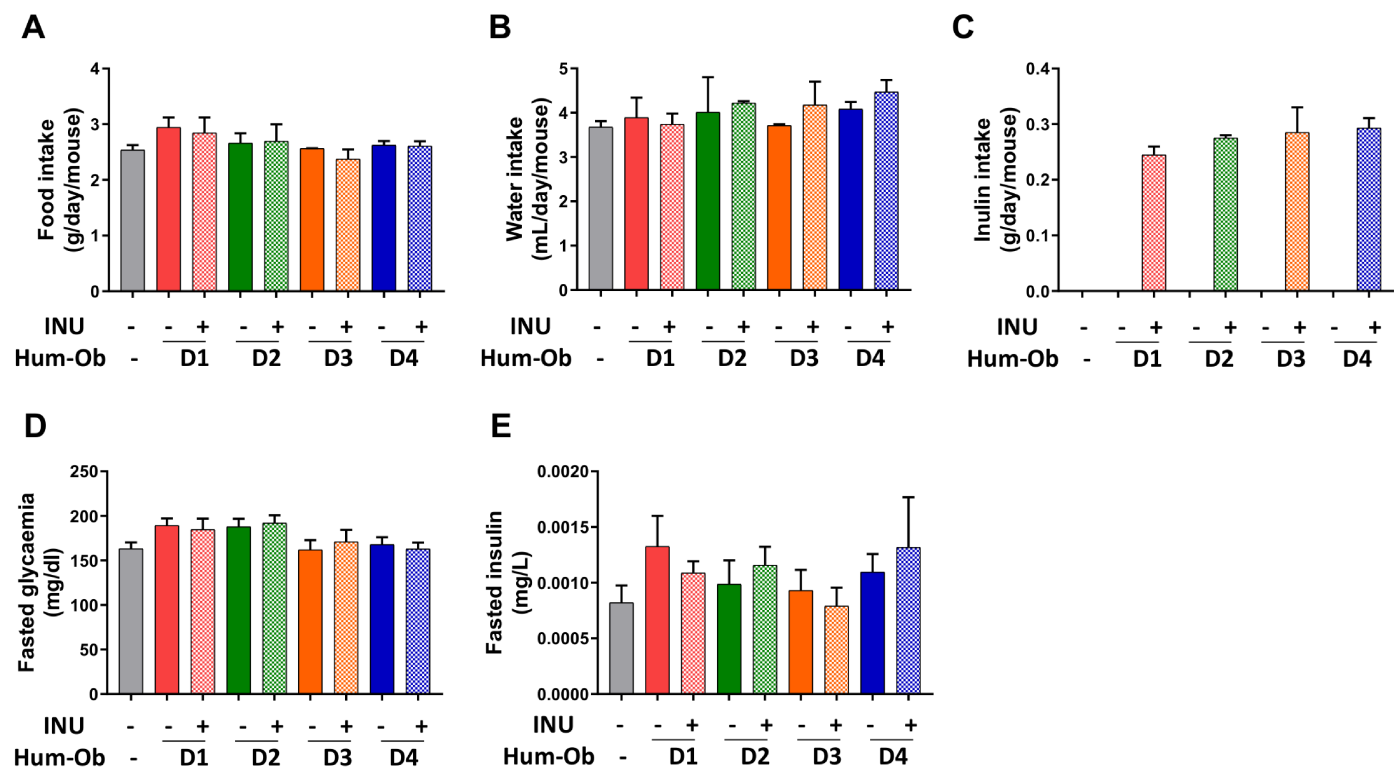 A
Food intake
(g/day/mouse)
4
3
2
1
0
INU - - + - + - + - +
Hum-Ob - D1 D2 D3 D4
B
Water intake
(mL/day/mouse)
5
4
3
2
1
0
INU - - + - + - + - +
Hum-Ob - D1 D2 D3 D4
C
Inulin intake
(g/day/mouse)
0.4
0.3
0.2
0.1
0.0
INU - - + - + - + - +
Hum-Ob - D1 D2 D3 D4
D
Fasted glycaemia
(mg/dl)
250
200
150
100
50
0
INU - - + - + - + - +
Hum-Ob - D1 D2 D3 D4
E
Fasted insulin
(mg/L)
0.0020
0.0015
0.0010
0.0005
0.0000
INU - - + - + - + - +
Hum-Ob - D1 D2 D3 D4